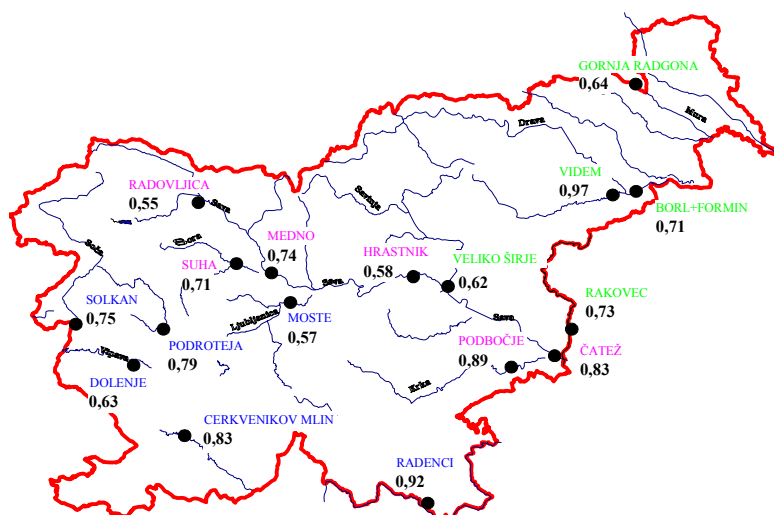 GORNJA RADGONA
0,64
Mura
Drava
VIDEM
0,97
BORL+FORMIN
0,71
RADOVLJICA
0,55
Sava
Savinja
Sora
MEDNO
0,74
SUHA
0,71
HRASTNIK
0,58
VELIKO ŠIRJE
0,62
Sava
Soča
SOLKAN
0,75
Ljubljanica
MOSTE
0,57
Sava
RAKOVEC
0,73
PODROTEJA
0,79
PODBOČJE
0,89
ČATEŽ
0,83
Vipava
DOLENJE
0,63
Krka
CERKVENIKOV MLIN
0,83
RADENCI
0,92